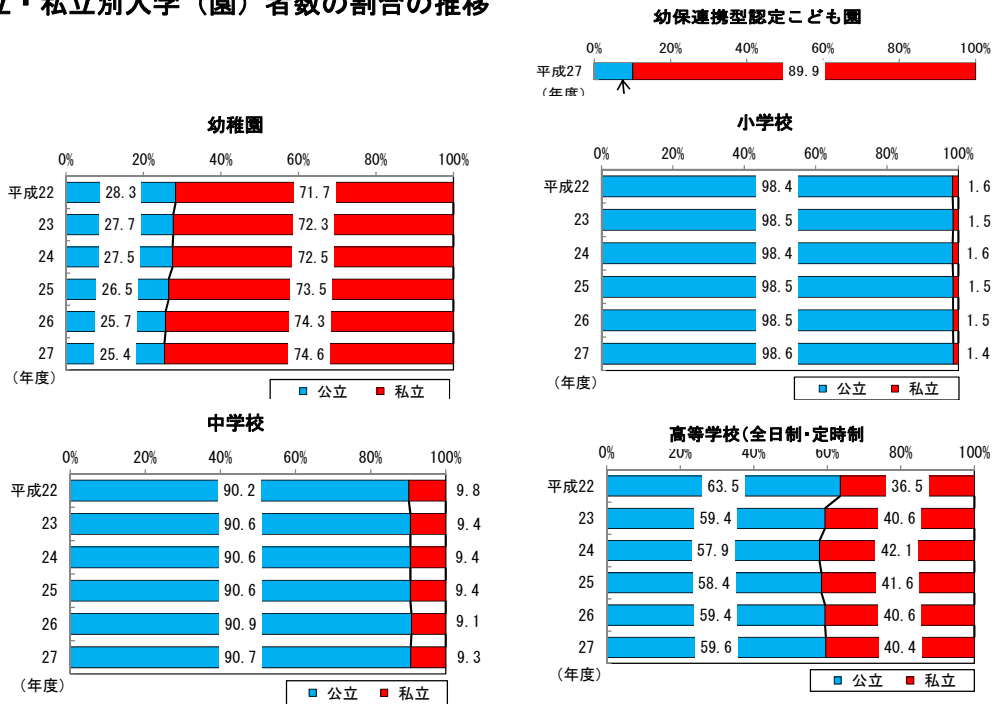 ・私立別入学（園）者数の割合の推移
幼保連携型認定こども園
0% 20% 40% 60% 80% 100%
平成27 89.9
（年度）
幼稚園
0% 20% 40% 60% 80% 100%
平成22 28.3 71.7
23 27.7 72.3
24 27.5 72.5
25 26.5 73.5
26 25.7 74.3
27 25.4 74.6
（年度）
公立 私立
小学校
0% 20% 40% 60% 80% 100%
平成22 98.4 1.6
23 98.5 1.5
24 98.4 1.6
25 98.5 1.5
26 98.5 1.5
27 98.6 1.4
（年度）
公立 私立
中学校
0% 20% 40% 60% 80% 100%
平成22 90.2 9.8
23 90.6 9.4
24 90.6 9.4
25 90.6 9.4
26 90.9 9.1
27 90.7 9.3
（年度）
公立 私立
高等学校（全日制・定時制
0% 20% 40% 60% 80% 100%
平成22 63.5 36.5
23 59.4 40.6
24 57.9 42.1
25 58.4 41.6
26 59.4 40.6
27 59.6 40.4
（年度）
公立 私立